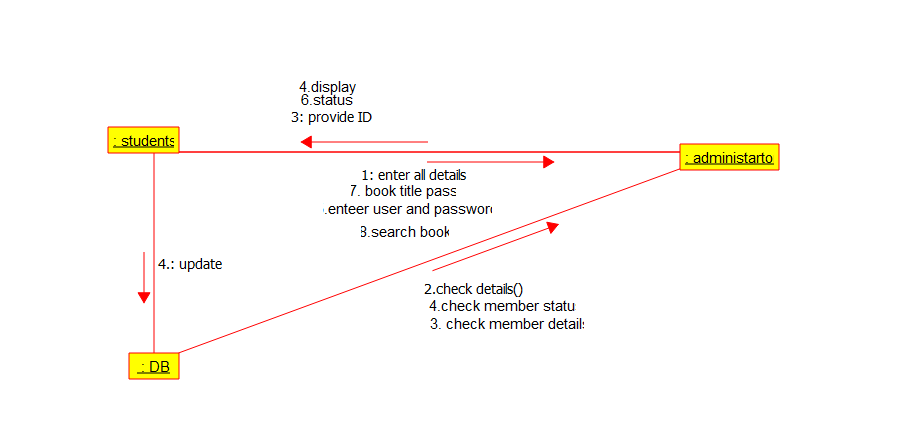 4.display
6.status
3: provide ID
: students
: administarto
1: enter all details
7. book title pass
.enteer user and password
8.search book
4.: update
2.check details()
4.check member statu
3. check member details
: DB